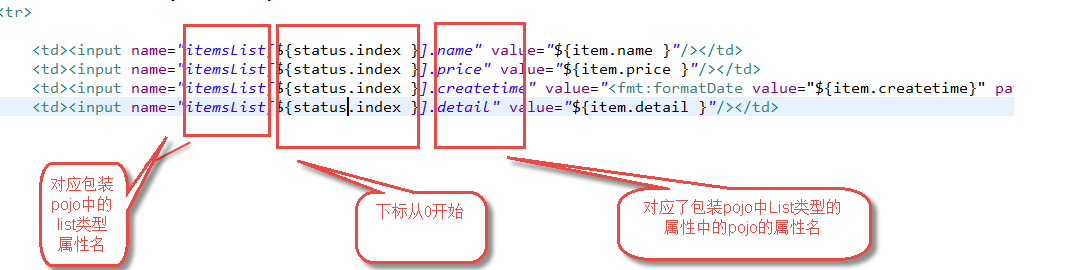 <tr>
<td><input name="itemsList[${status.index }].name" value="${item.name }"/></td>
<td><input name="itemsList[${status.index }].price" value="${item.price }"/></td>
<td><input name="itemsList[${status.index }].createtime" value="<fmt:formatDate value="${item.createtime}" pa
<td><input name="itemsList[${status.index }].detail" value="${item.detail }"/></td>
对应包装
pojo中的
list类型
属性名
下标从0开始
对应了包装pojo中List类型的
属性中的pojo的属性名